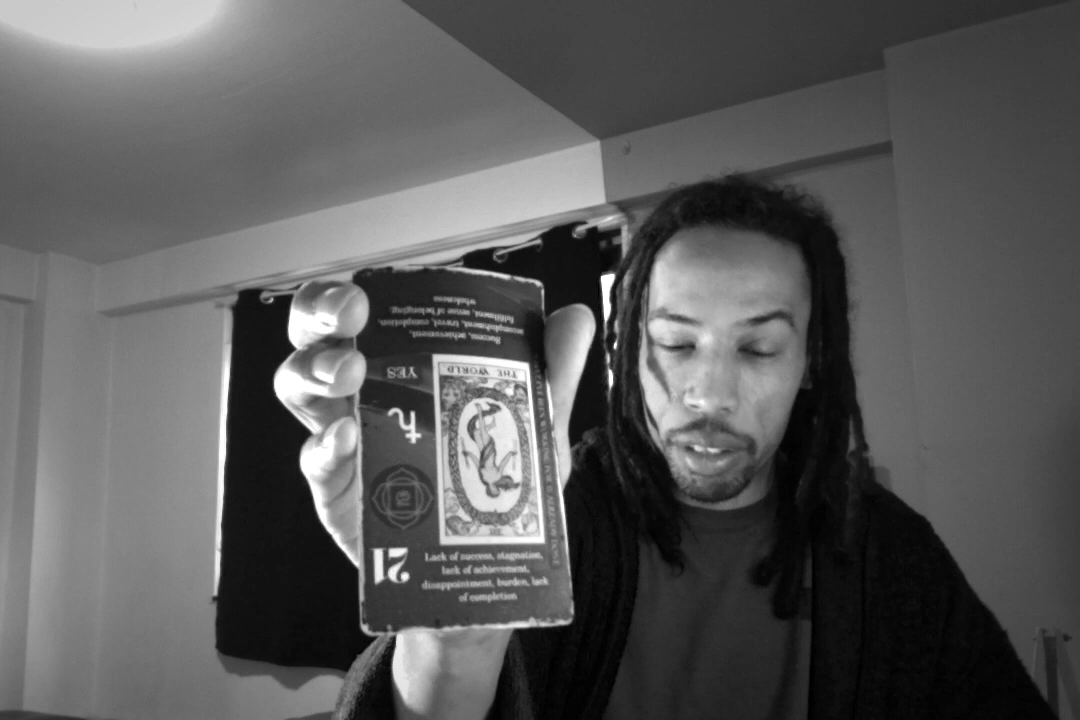 Lack of success, stagnation,
lack of achievement,
disappointment, burden, lack
of completion
21
THE WORLD
YES
Success, achievement,
accomplishment, travel, completion,
fulfillment, sense of belonging,
wholeness